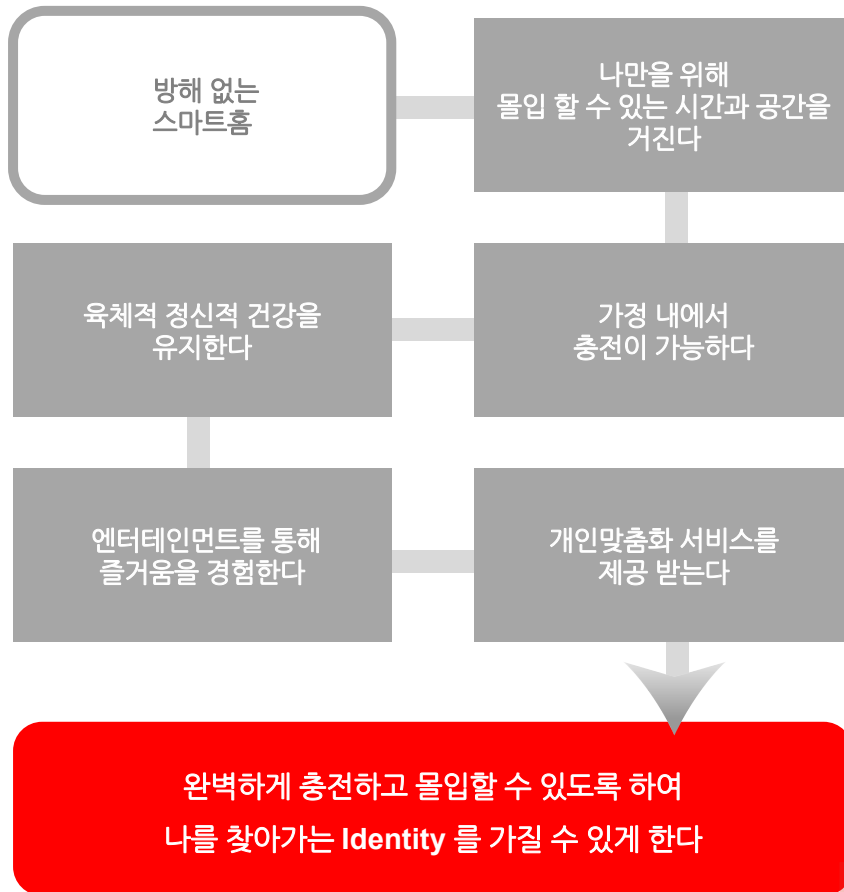 방해 없는
스마트홈
나만을 위해
몰입 할 수 있는 시간과 공간을
거진다
가정 내에서
충전이 가능하다
육체적 정신적 건강을
유지한다
엔터테인먼트를 통해
즐거움을 경험한다
개인맞춤화 서비스를
제공 받는다
완벽하게 충전하고 몰입할 수 있도록 하여
나를 찾아가는 Identity 를 가질 수 있게 한다